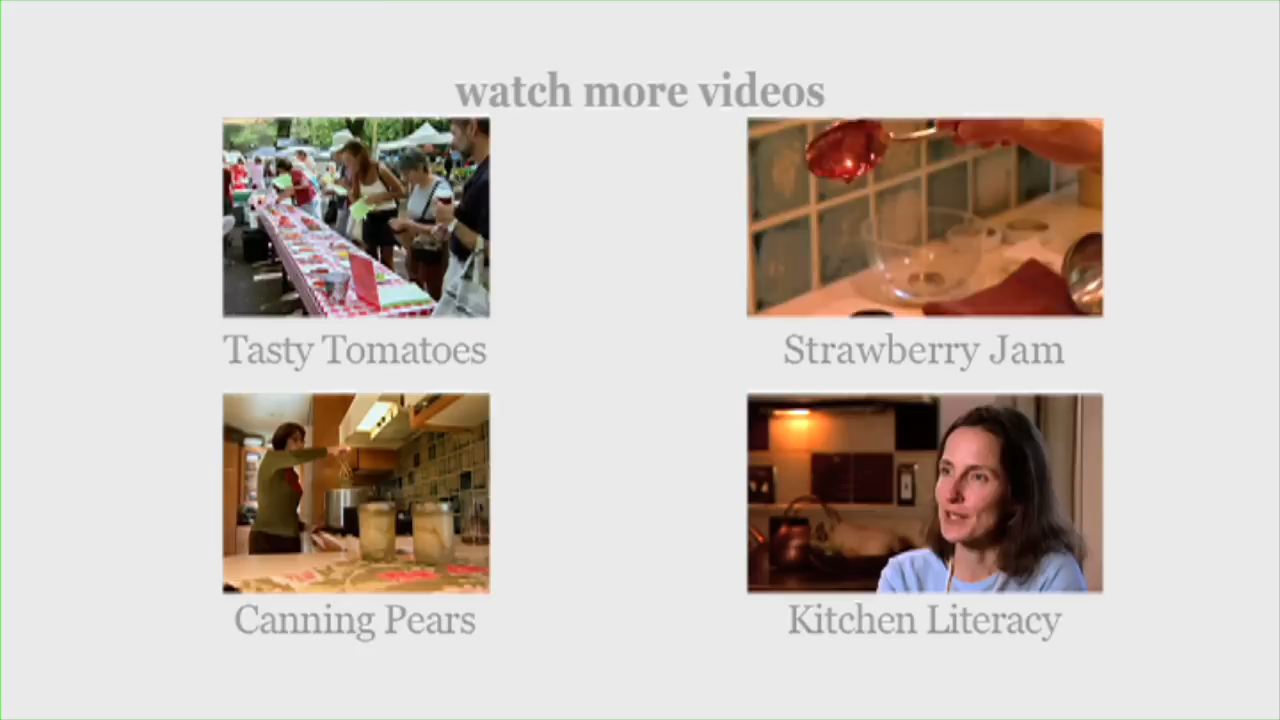 watch more videos
Tasty Tomatoes
Strawberry Jam
Canning Pears
Kitchen Literacy